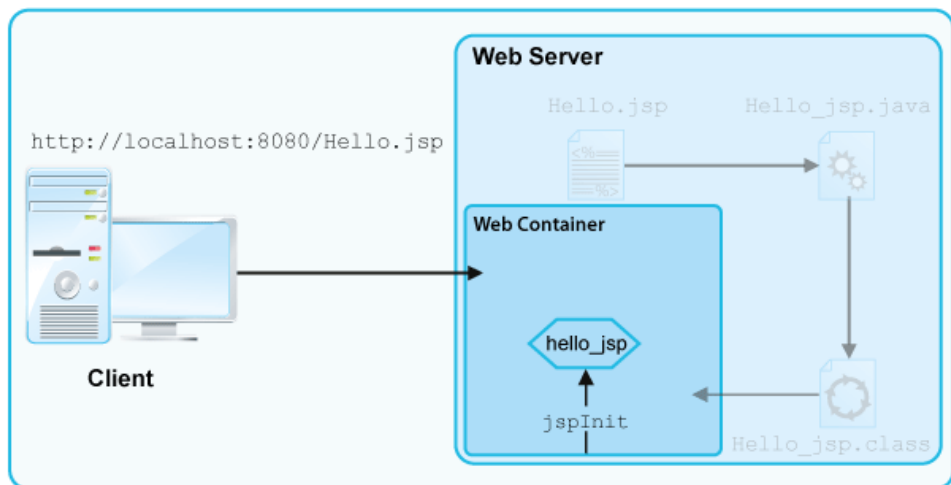 Web Server
Hello.jsp
Hello_jsp.java
http://localhost:8080/Hello.jsp
<%==
==%>
Web Container
hello_jsp
Client
jspInit
Hello_jsp.class